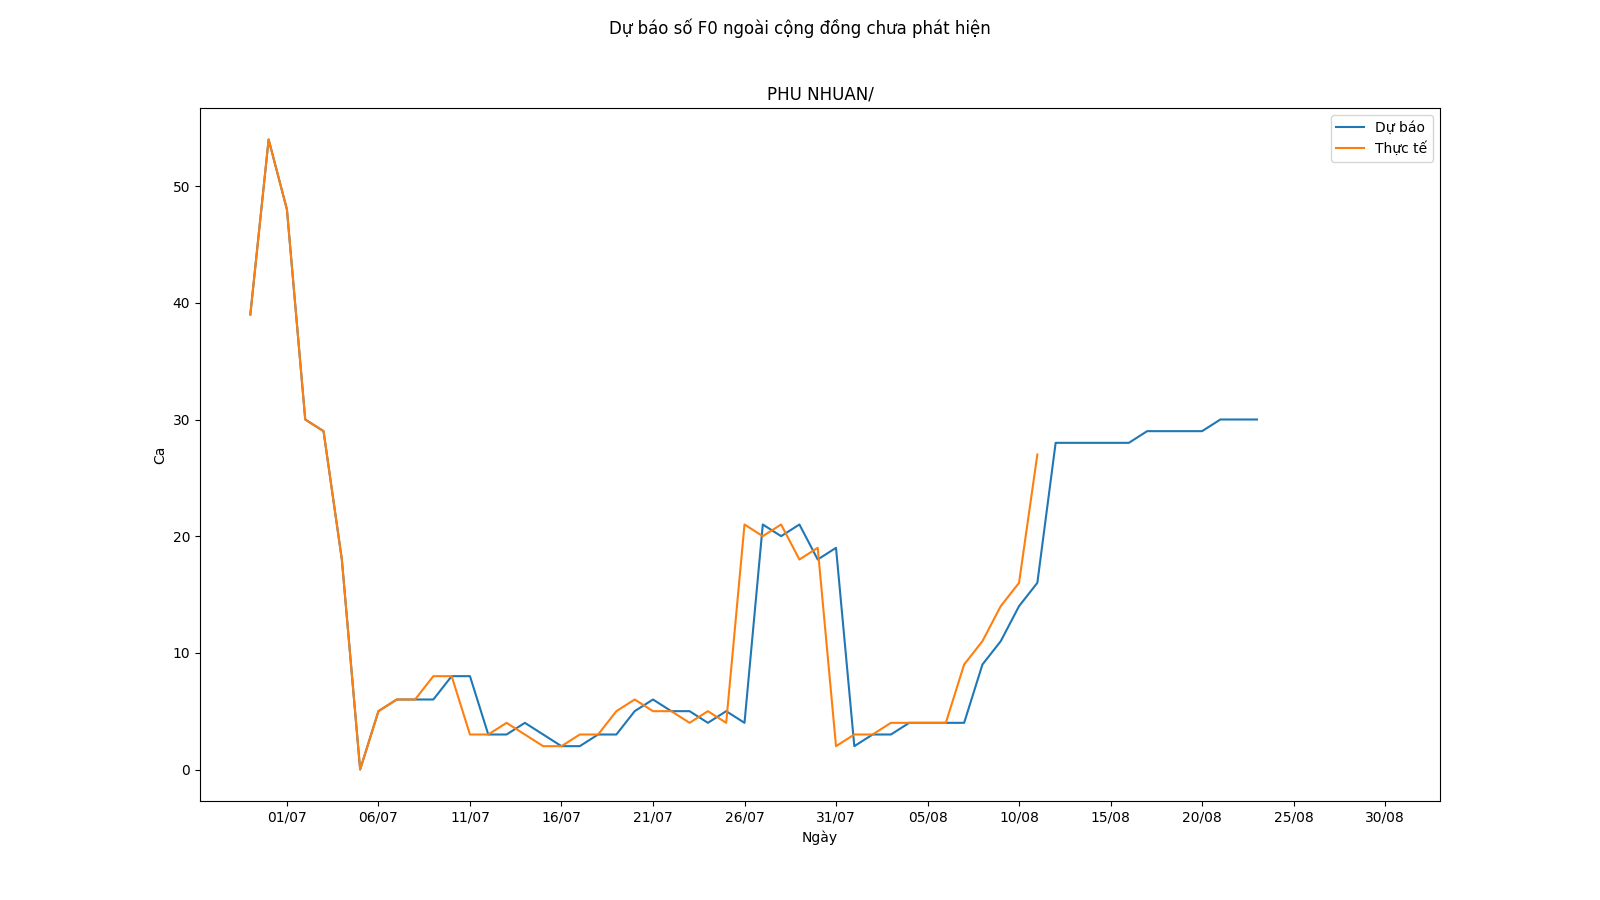 Dự báo số F0 ngoài cộng đồng chưa phát hiện
PHU NHUAN/
Dự báo
Thực tế
50
40
30
20
10
0
Ca
01/07 06/07 11/07 16/07 21/07 26/07 31/07 05/08 10/08 15/08 20/08 25/08 30/08
Ngày